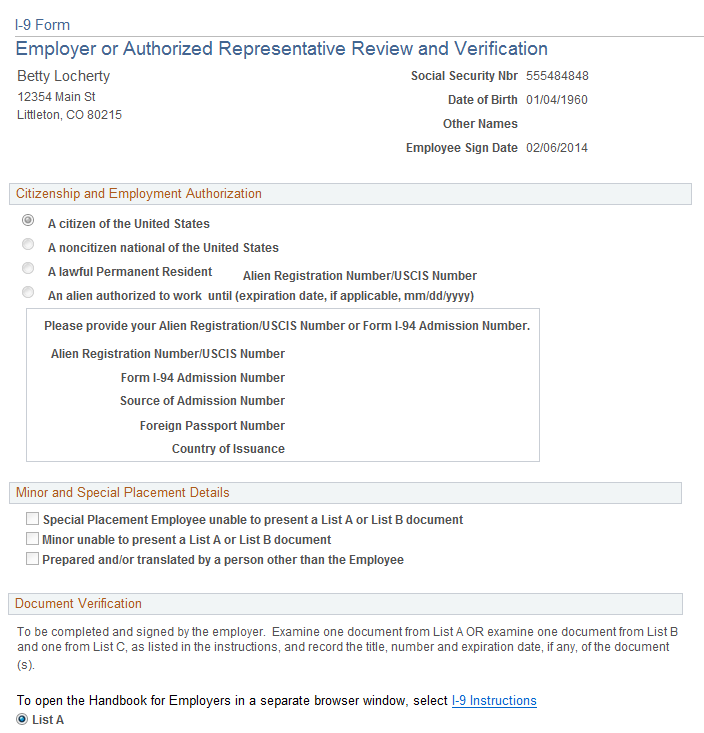 I-9 Form
Employer or Authorized Representative Review and Verification
Betty Locherty
12354 Main St
Littleton, CO 80215
Social Security Nbr 555484848
Date of Birth 01/04/1960
Other Names
Employee Sign Date 02/06/2014
Citizenship and Employment Authorization
A citizen of the United States
A noncitizen national of the United States
A lawful Permanent Resident Alien Registration Number/USCIS Number
An alien authorized to work until (expiration date, if applicable, mm/dd/yyyy)
Please provide your Alien Registration/USCIS Number or Form I-94 Admission Number.
Alien Registration Number/USCIS Number
Form I-94 Admission Number
Source of Admission Number
Foreign Passport Number
Country of Issuance
Minor and Special Placement Details
Special Placement Employee unable to present a List A or List B document
Minor unable to present a List A or List B document
Prepared and/or translated by a person other than the Employee
Document Verification
To be completed and signed by the employer. Examine one document from List A OR examine one document from List B
and one from List C, as listed in the instructions, and record the title, number and expiration date, if any, of the document
(s).
To open the Handbook for Employers in a separate browser window, select I-9 Instructions
List A